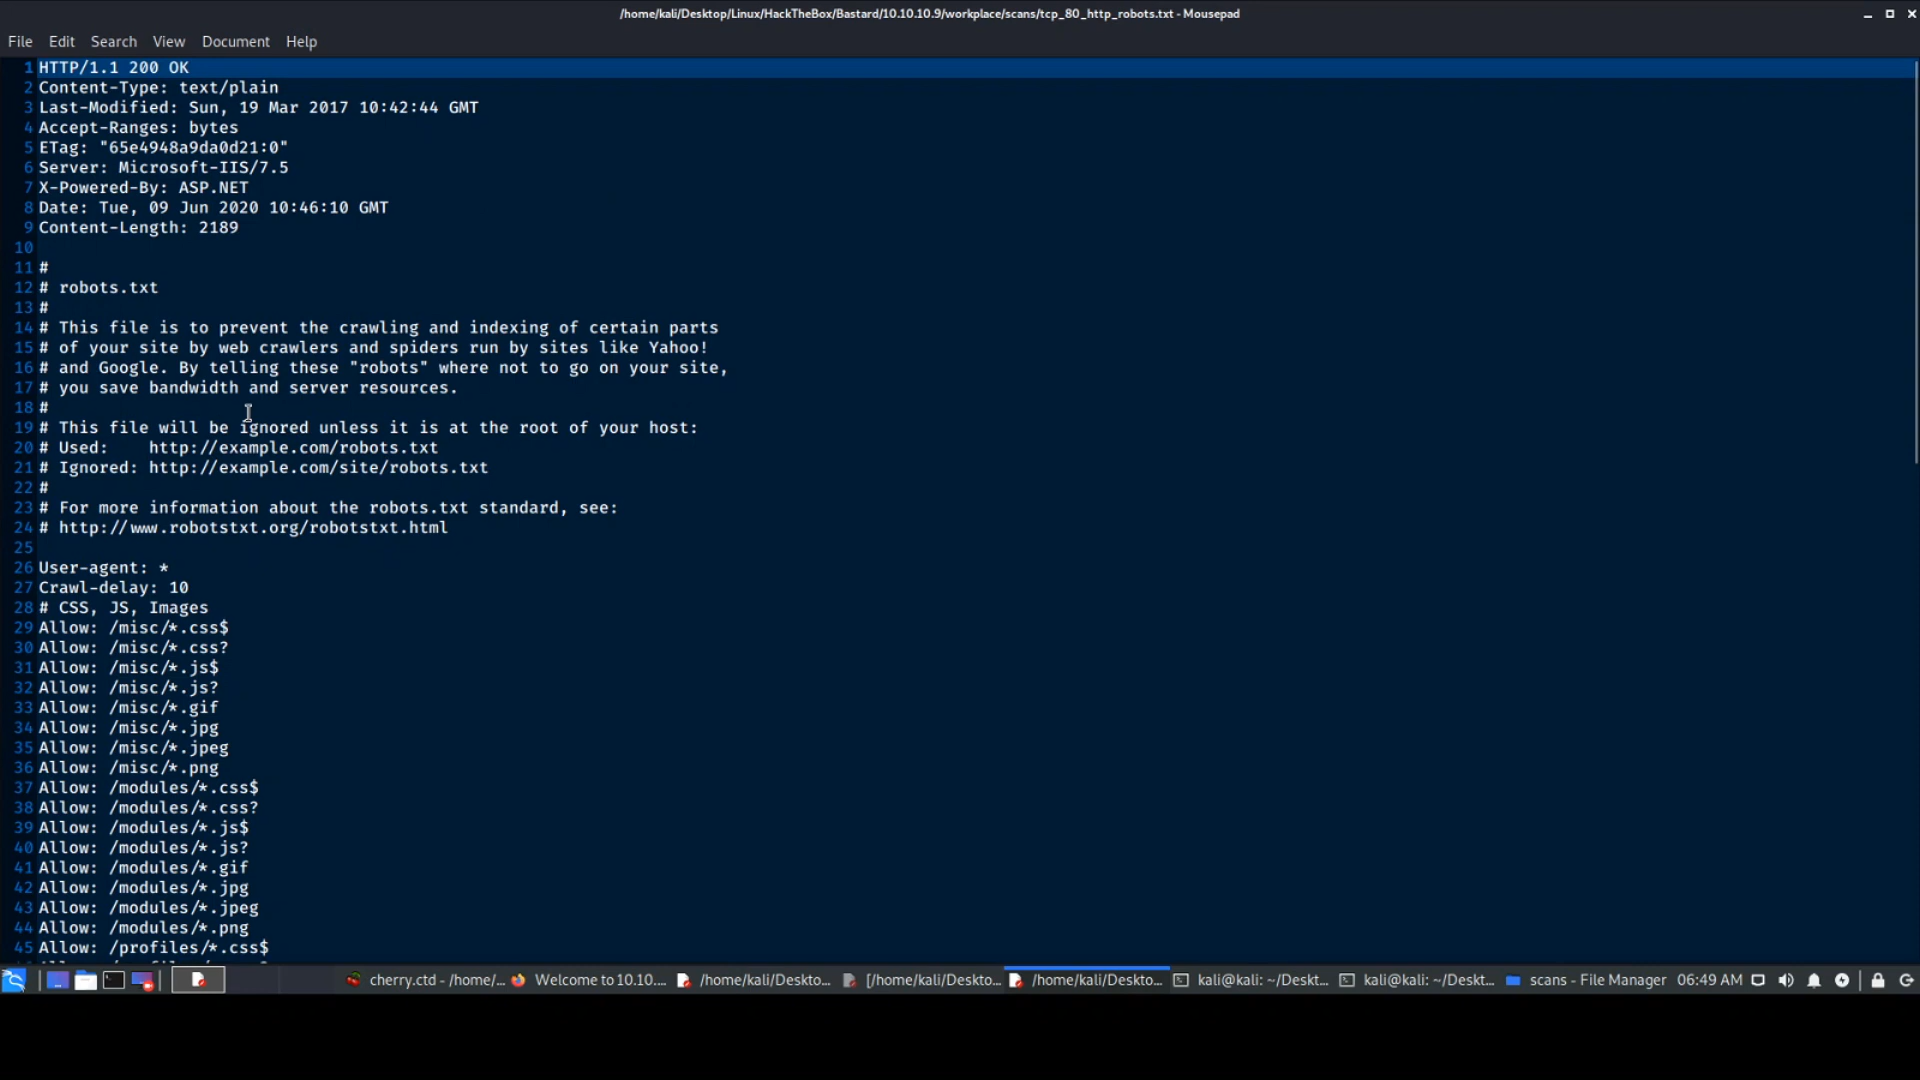 /home/kali/Desktop/Linux/HackTheBox/Bastard/10.10.10.9/workplace/scans/tcp_80_http_robots.txt - Mousepad
File Edit Search View Document Help
1 HTTP/1.1 200 OK
2 Content-Type: text/plain
3 Last-Modified: Sun, 19 Mar 2017 10:42:44 GMT
4 Accept-Ranges: bytes
5 ETag: "65e4948a9da0d21:0"
6 Server: Microsoft-IIS/7.5
7 X-Powered-By: ASP.NET
8 Date: Tue, 09 Jun 2020 10:46:10 GMT
9 Content-Length: 2189
10
11 #
12 # robots.txt
13 #
14 # This file is to prevent the crawling and indexing of certain parts
15 # of your site by web crawlers and spiders run by sites like Yahoo!
16 # and Google. By telling these "robots" where not to go on your site,
17 # you save bandwidth and server resources.
18 #
19 # This file will be ignored unless it is at the root of your host:
20 # Used:    http://example.com/robots.txt
21 # Ignored: http://example.com/site/robots.txt
22 #
23 # For more information about the robots.txt standard, see:
24 # http://www.robotstxt.org/robotstxt.html
25
26 User-agent: *
27 Crawl-delay: 10
28 # CSS, JS, Images
29 Allow: /misc/*.css$
30 Allow: /misc/*.css?
31 Allow: /misc/*.js$
32 Allow: /misc/*.js?
33 Allow: /misc/*.gif
34 Allow: /misc/*.jpg
35 Allow: /misc/*.jpeg
36 Allow: /misc/*.png
37 Allow: /modules/*.css$
38 Allow: /modules/*.css?
39 Allow: /modules/*.js$
40 Allow: /modules/*.js?
41 Allow: /modules/*.gif
42 Allow: /modules/*.jpg
43 Allow: /modules/*.jpeg
44 Allow: /modules/*.png
45 Allow: /profiles/*.css$
cherry.ctd - /home/... Welcome to 10.10.... /home/kali/Deskto... [/home/kali/Deskto... /home/kali/Deskto... kali@kali: ~/Deskt... kali@kali: ~/Deskt... scans - File Manager 06:49 AM